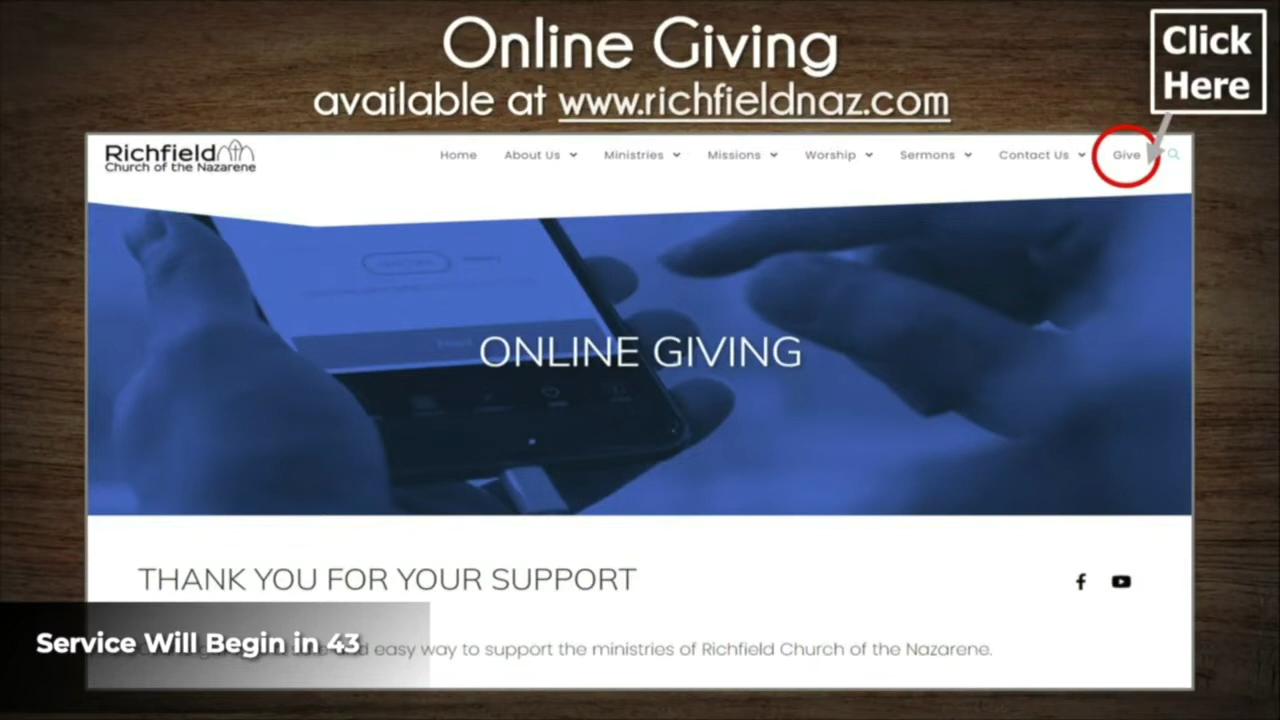 Online Giving
available at www.richfieldnaz.com
Click
Here
Richfield
Church of the Nazarene
Home About Us Ministries Missions Worship Sermons Contact Us Give
ONLINE GIVING
THANK YOU FOR YOUR SUPPORT
Service Will Begin in 43
easy way to support the ministries of Richfield Church of the Nazarene.